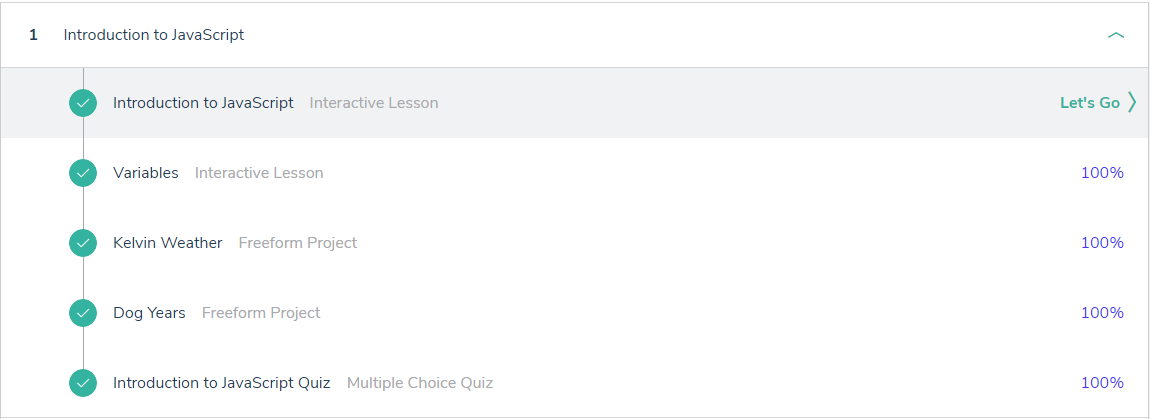 1 Introduction to JavaScript
Introduction to JavaScript Interactive Lesson Let's Go
Variables Interactive Lesson 100%
Kelvin Weather Freeform Project 100%
Dog Years Freeform Project 100%
Introduction to JavaScript Quiz Multiple Choice Quiz 100%